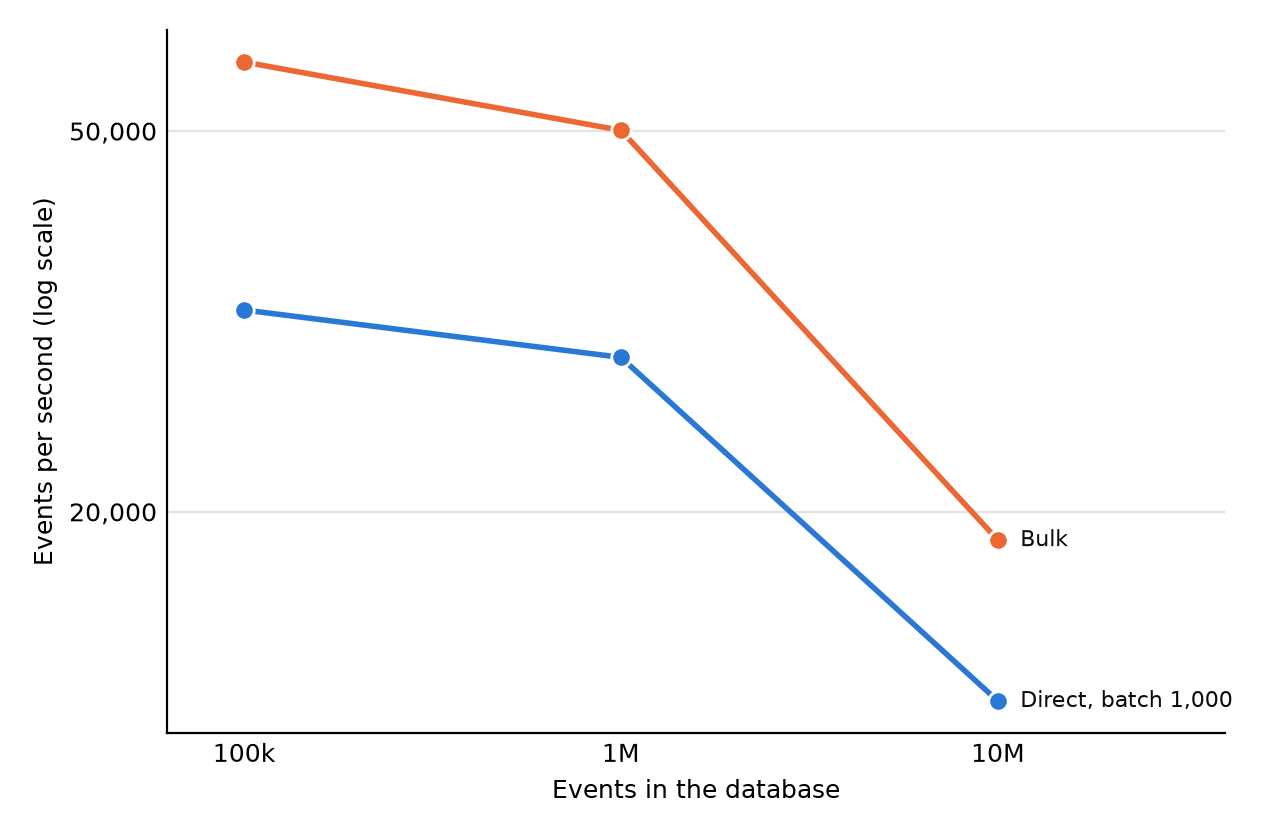 Events per second (log scale)
50,000
20,000
Bulk
Direct, batch 1,000
100k
1M
10M
Events in the database